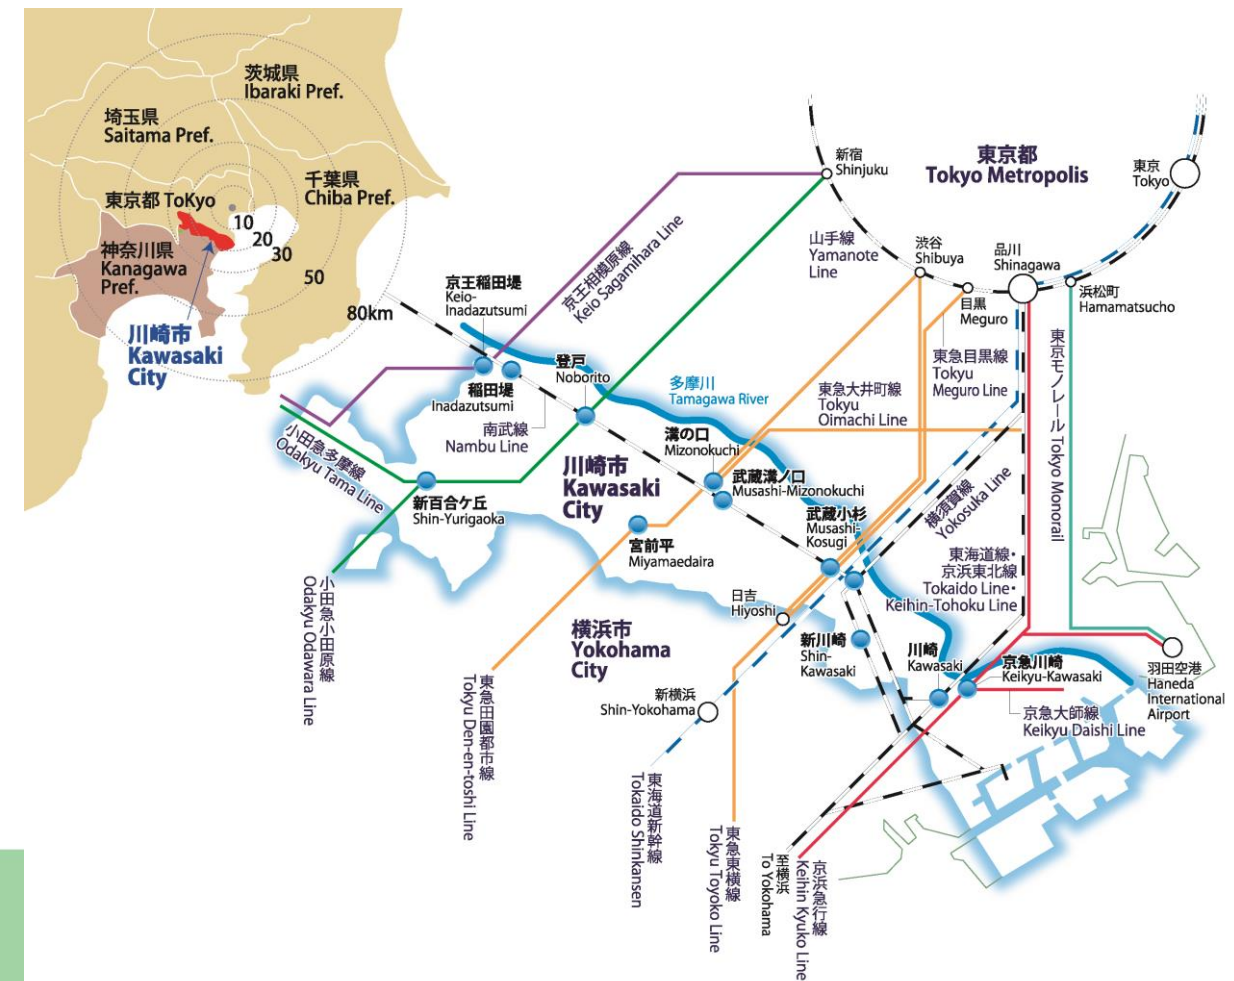 茨城県
Ibaraki Pref.
埼玉県
Saitama Pref.
千葉県
Chiba Pref.
東京都 ToKyo
10
20
30
50
80km
神奈川県
Kanagawa
Pref.
川崎市
Kawasaki
City
東京都
Tokyo Metropolis
新宿
Shinjuku
東京
Tokyo
山手線
Yamanote
Line
渋谷
Shibuya
品川
Shinagawa
目黒
Meguro
浜松町
Hamamatsucho
京王相模原線
Keio Sagamihara Line
京王稲田堤
Keio-
Inadazutsumi
稲田堤
Inadazutsumi
登戸
Noborito
南武線
Nambu Line
多摩川
Tamagawa River
東急目黒線
Tokyu
Meguro Line
東急大井町線
Tokyu
Oimachi Line
東京モノレール Tokyo Monorail
小田急多摩線
Odakyu Tama Line
新百合ケ丘
Shin-Yurigaoka
川崎市
Kawasaki
City
溝の口
Mizonokuchi
武蔵溝ノ口
Musashi-Mizonokuchi
武蔵小杉
Musashi-
Kosugi
横須賀線
Yokosuka Line
宮前平
Miyamaedaira
東海道線・
京浜東北線
Tokaido Line・
Keihin-Tohoku Line
日吉
Hiyoshi
横浜市
Yokohama
City
新川崎
Shin-
Kawasaki
川崎
Kawasaki
京急川崎
Keikyu-Kawasaki
羽田空港
Haneda
International
Airport
京急大師線
Keikyu Daishi Line
新横浜
Shin-Yokohama
小田急小田原線
Odakyu Odawara Line
東急田園都市線
Tokyu Den-en-toshi Line
東海道新幹線
Tokaido Shinkansen
東急東横線
Tokyu Toyoko Line
至横浜
To Yokohama
京浜急行線
Keihin Kyuko Line